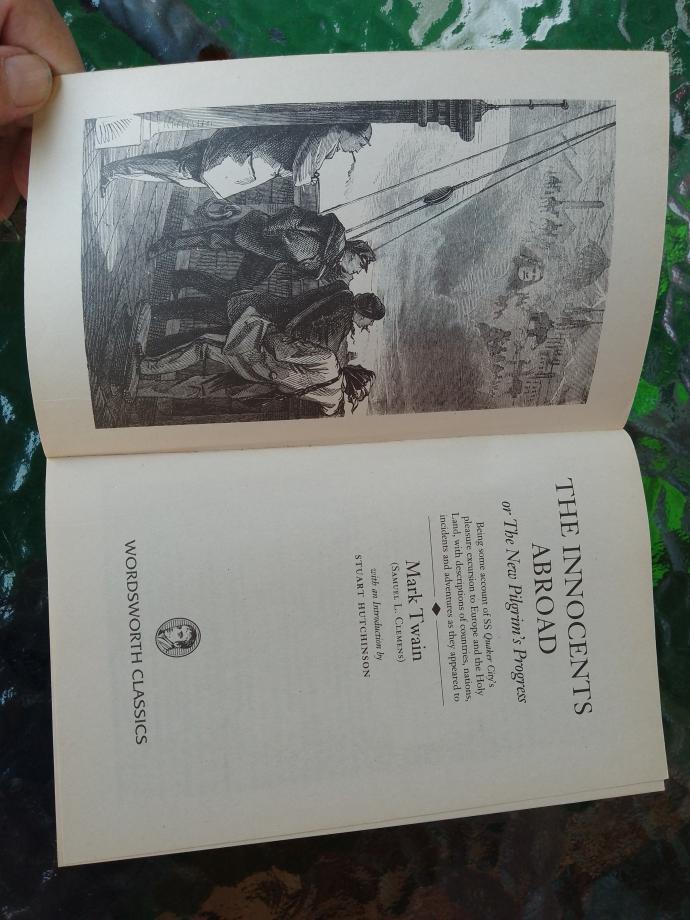 THE INNOCENTS
ABROAD
or The New Pilgrim's Progress
Being some account of SS Quaker City's
pleasure excursion to Europe and the Holy
Land, with descriptions of countries, nations,
incidents and adventures as they appeared to
Mark Twain
(SAMUEL L. CLEMENS)
with an Introduction by
STUART HUTCHINSON
WORDSWORTH CLASSICS